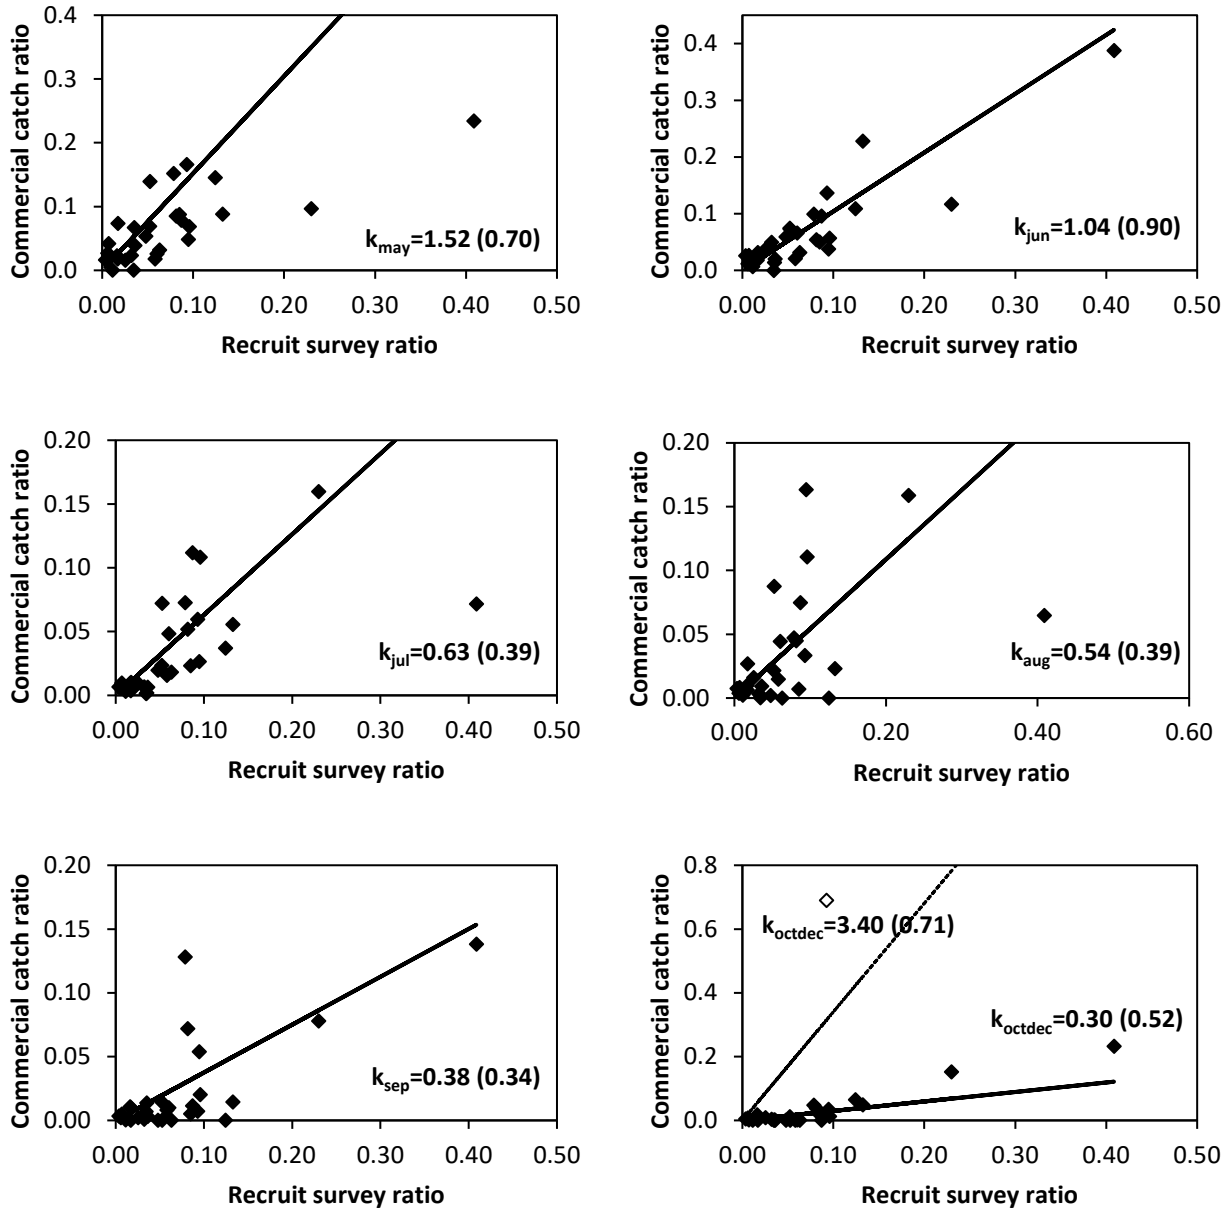 Commercial catch ratio
0.4
0.3
0.2
0.1
0.0
k_may=1.52 (0.70)
0.00 0.10 0.20 0.30 0.40 0.50
Recruit survey ratio
Commercial catch ratio
0.4
0.3
0.2
0.1
0.0
k_jun=1.04 (0.90)
0.00 0.10 0.20 0.30 0.40 0.50
Recruit survey ratio
Commercial catch ratio
0.20
0.15
0.10
0.05
0.00
k_jul=0.63 (0.39)
0.00 0.10 0.20 0.30 0.40 0.50
Recruit survey ratio
Commercial catch ratio
0.20
0.15
0.10
0.05
0.00
k_aug=0.54 (0.39)
0.00 0.20 0.40 0.60
Recruit survey ratio
Commercial catch ratio
0.20
0.15
0.10
0.05
0.00
k_sep=0.38 (0.34)
0.00 0.10 0.20 0.30 0.40 0.50
Recruit survey ratio
Commercial catch ratio
0.8
0.6
0.4
0.2
0.0
k_octdec=3.40 (0.71)
k_octdec=0.30 (0.52)
0.00 0.10 0.20 0.30 0.40 0.50
Recruit survey ratio